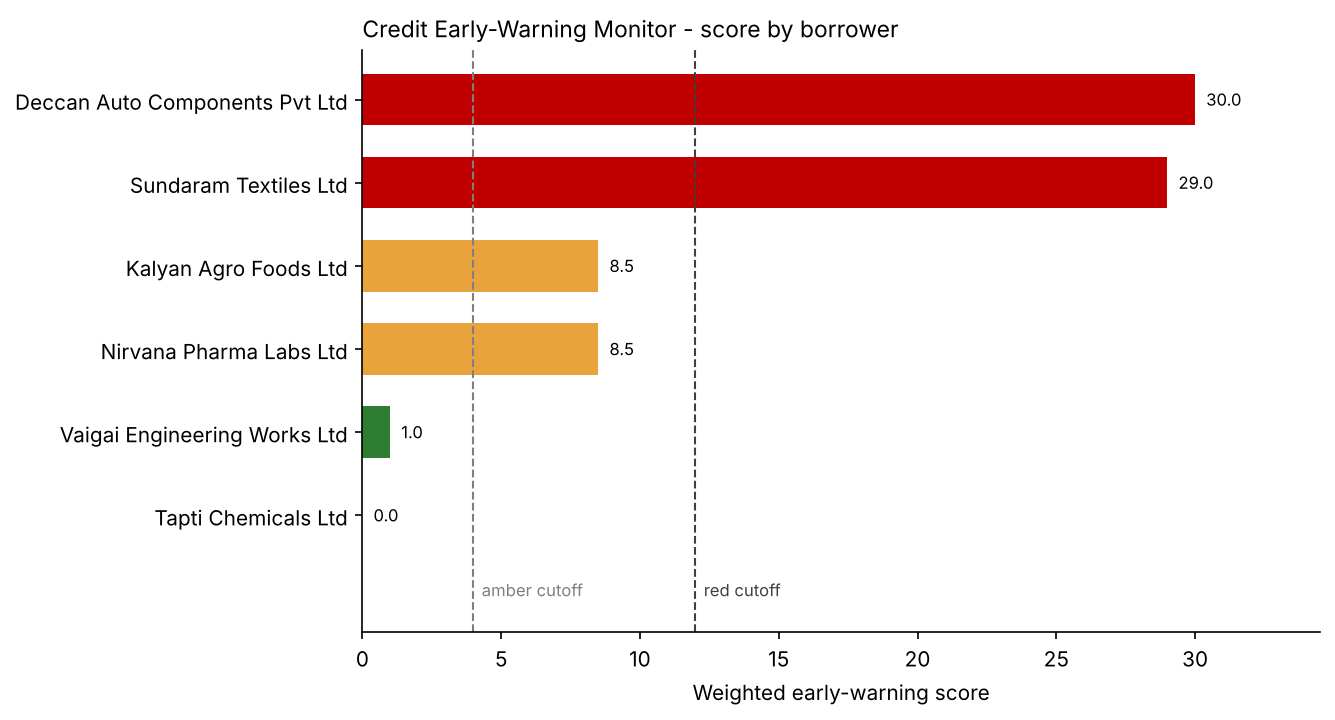 Credit Early-Warning Monitor - score by borrower
Deccan Auto Components Pvt Ltd 30.0
Sundaram Textiles Ltd 29.0
Kalyan Agro Foods Ltd 8.5
Nirvana Pharma Labs Ltd 8.5
Vaigai Engineering Works Ltd 1.0
Tapti Chemicals Ltd 0.0
amber cutoff red cutoff
0 5 10 15 20 25 30
Weighted early-warning score